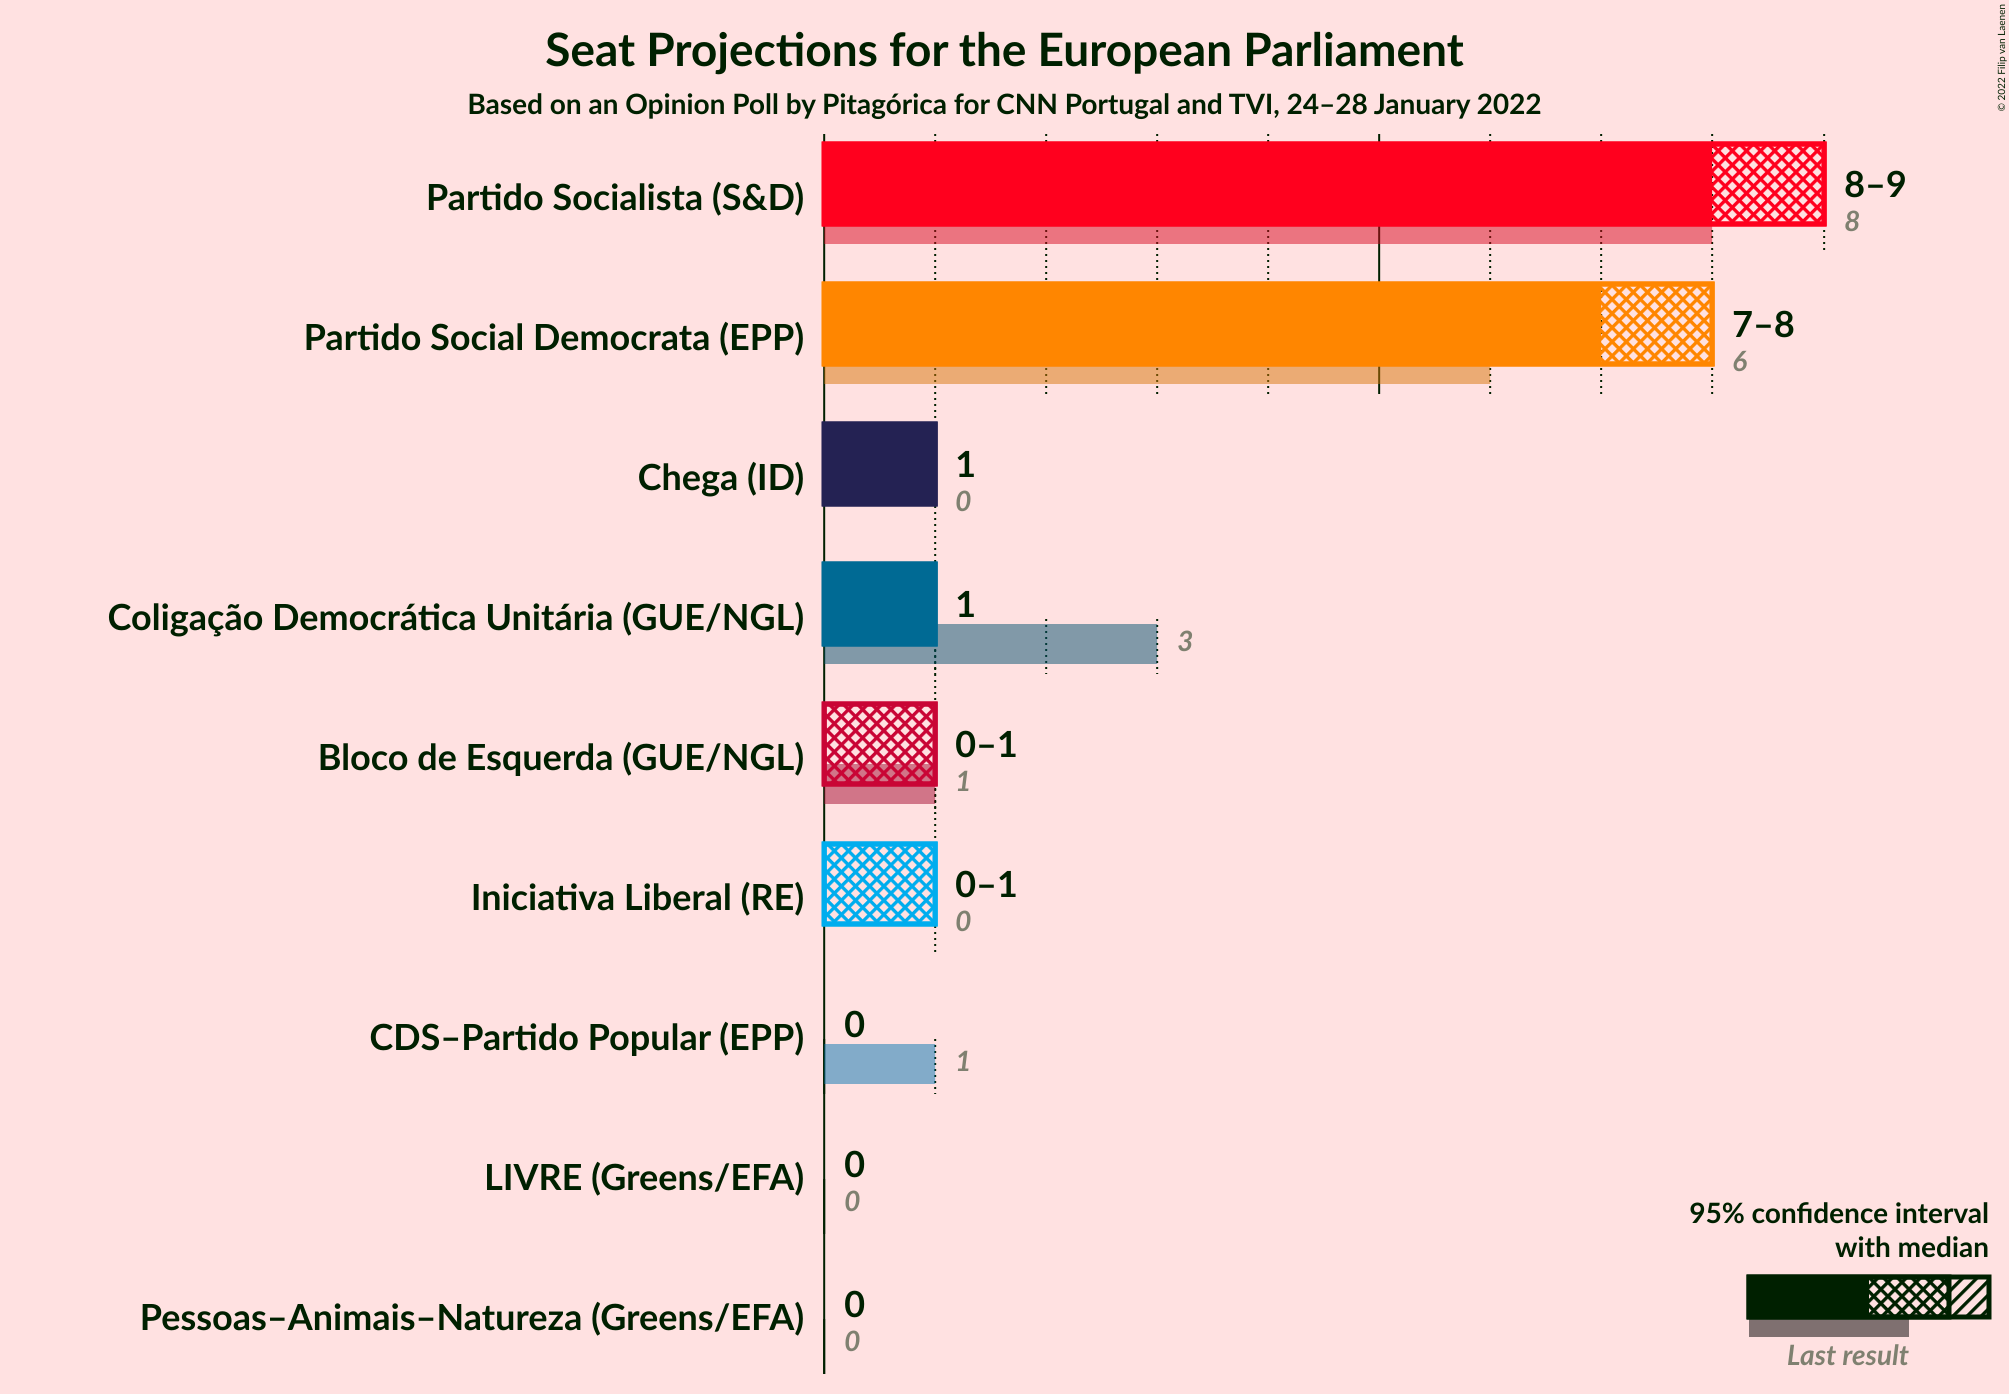 Seat Projections for the European Parliament
Based on an Opinion Poll by Pitagórica for CNN Portugal and TVI, 24–28 January 2022
© 2022 Filip van Laenen
Partido Socialista (S&D)
8–9
8
Partido Social Democrata (EPP)
7–8
6
Chega (ID)
1
0
Coligação Democrática Unitária (GUE/NGL)
1
3
Bloco de Esquerda (GUE/NGL)
0–1
1
Iniciativa Liberal (RE)
0–1
0
CDS–Partido Popular (EPP)
0
1
LIVRE (Greens/EFA)
0
0
Pessoas–Animais–Natureza (Greens/EFA)
0
0
95% confidence interval
with median
Last result